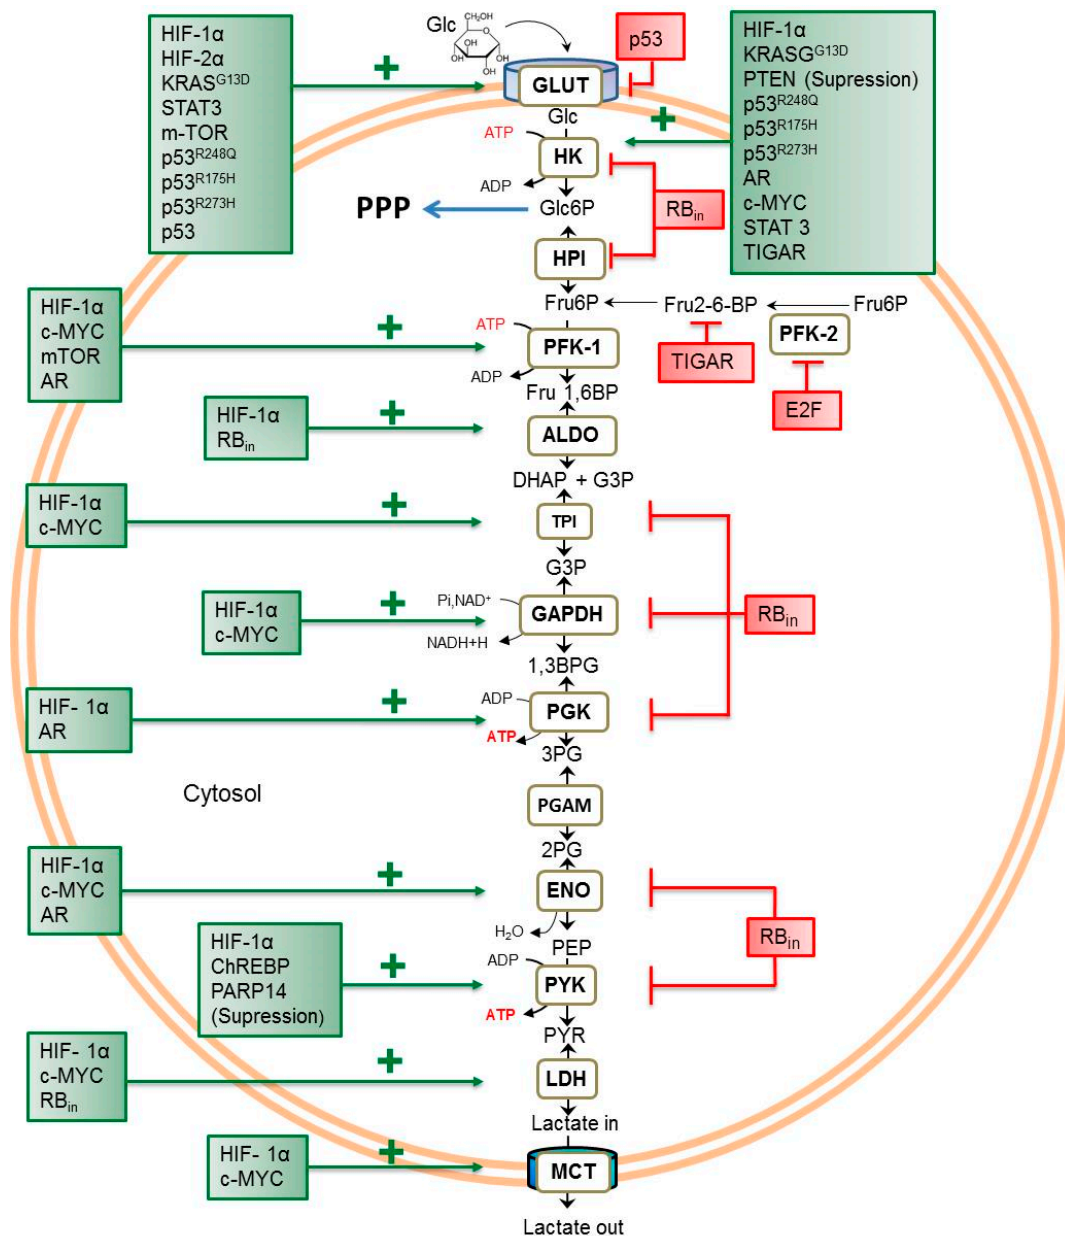 HIF-1α
HIF-2α
KRASG13D
STAT3
m-TOR
p53R248Q
p53R175H
p53R273H
p53
+
Glc
CH₂OH
O
OH
HO
OH
OH
p53
HIF-1α
KRASGG13D
PTEN (Supression)
p53R248Q
p53R175H
p53R273H
AR
c-MYC
STAT 3
TIGAR
+
GLUT
Glc
ATP
HK
ADP
PPP
Glc6P
RBin
HPI
Fru6P
Fru2-6-BP
Fru6P
HIF-1α
c-MYC
mTOR
AR
+
ATP
PFK-1
ADP
TIGAR
PFK-2
E2F
Fru 1,6BP
HIF-1α
RBin
+
ALDO
DHAP + G3P
HIF-1α
c-MYC
+
TPI
G3P
HIF-1α
c-MYC
+
Pi,NAD⁺
GAPDH
NADH+H
RBin
1,3BPG
HIF- 1α
AR
+
ADP
PGK
ATP
3PG
Cytosol
PGAM
2PG
HIF-1α
c-MYC
AR
+
ENO
H₂O
PEP
RBin
HIF-1α
ChREBP
PARP14
(Supression)
+
ADP
PYK
ATP
PYR
HIF- 1α
c-MYC
RBin
+
LDH
Lactate in
HIF- 1α
c-MYC
+
MCT
Lactate out